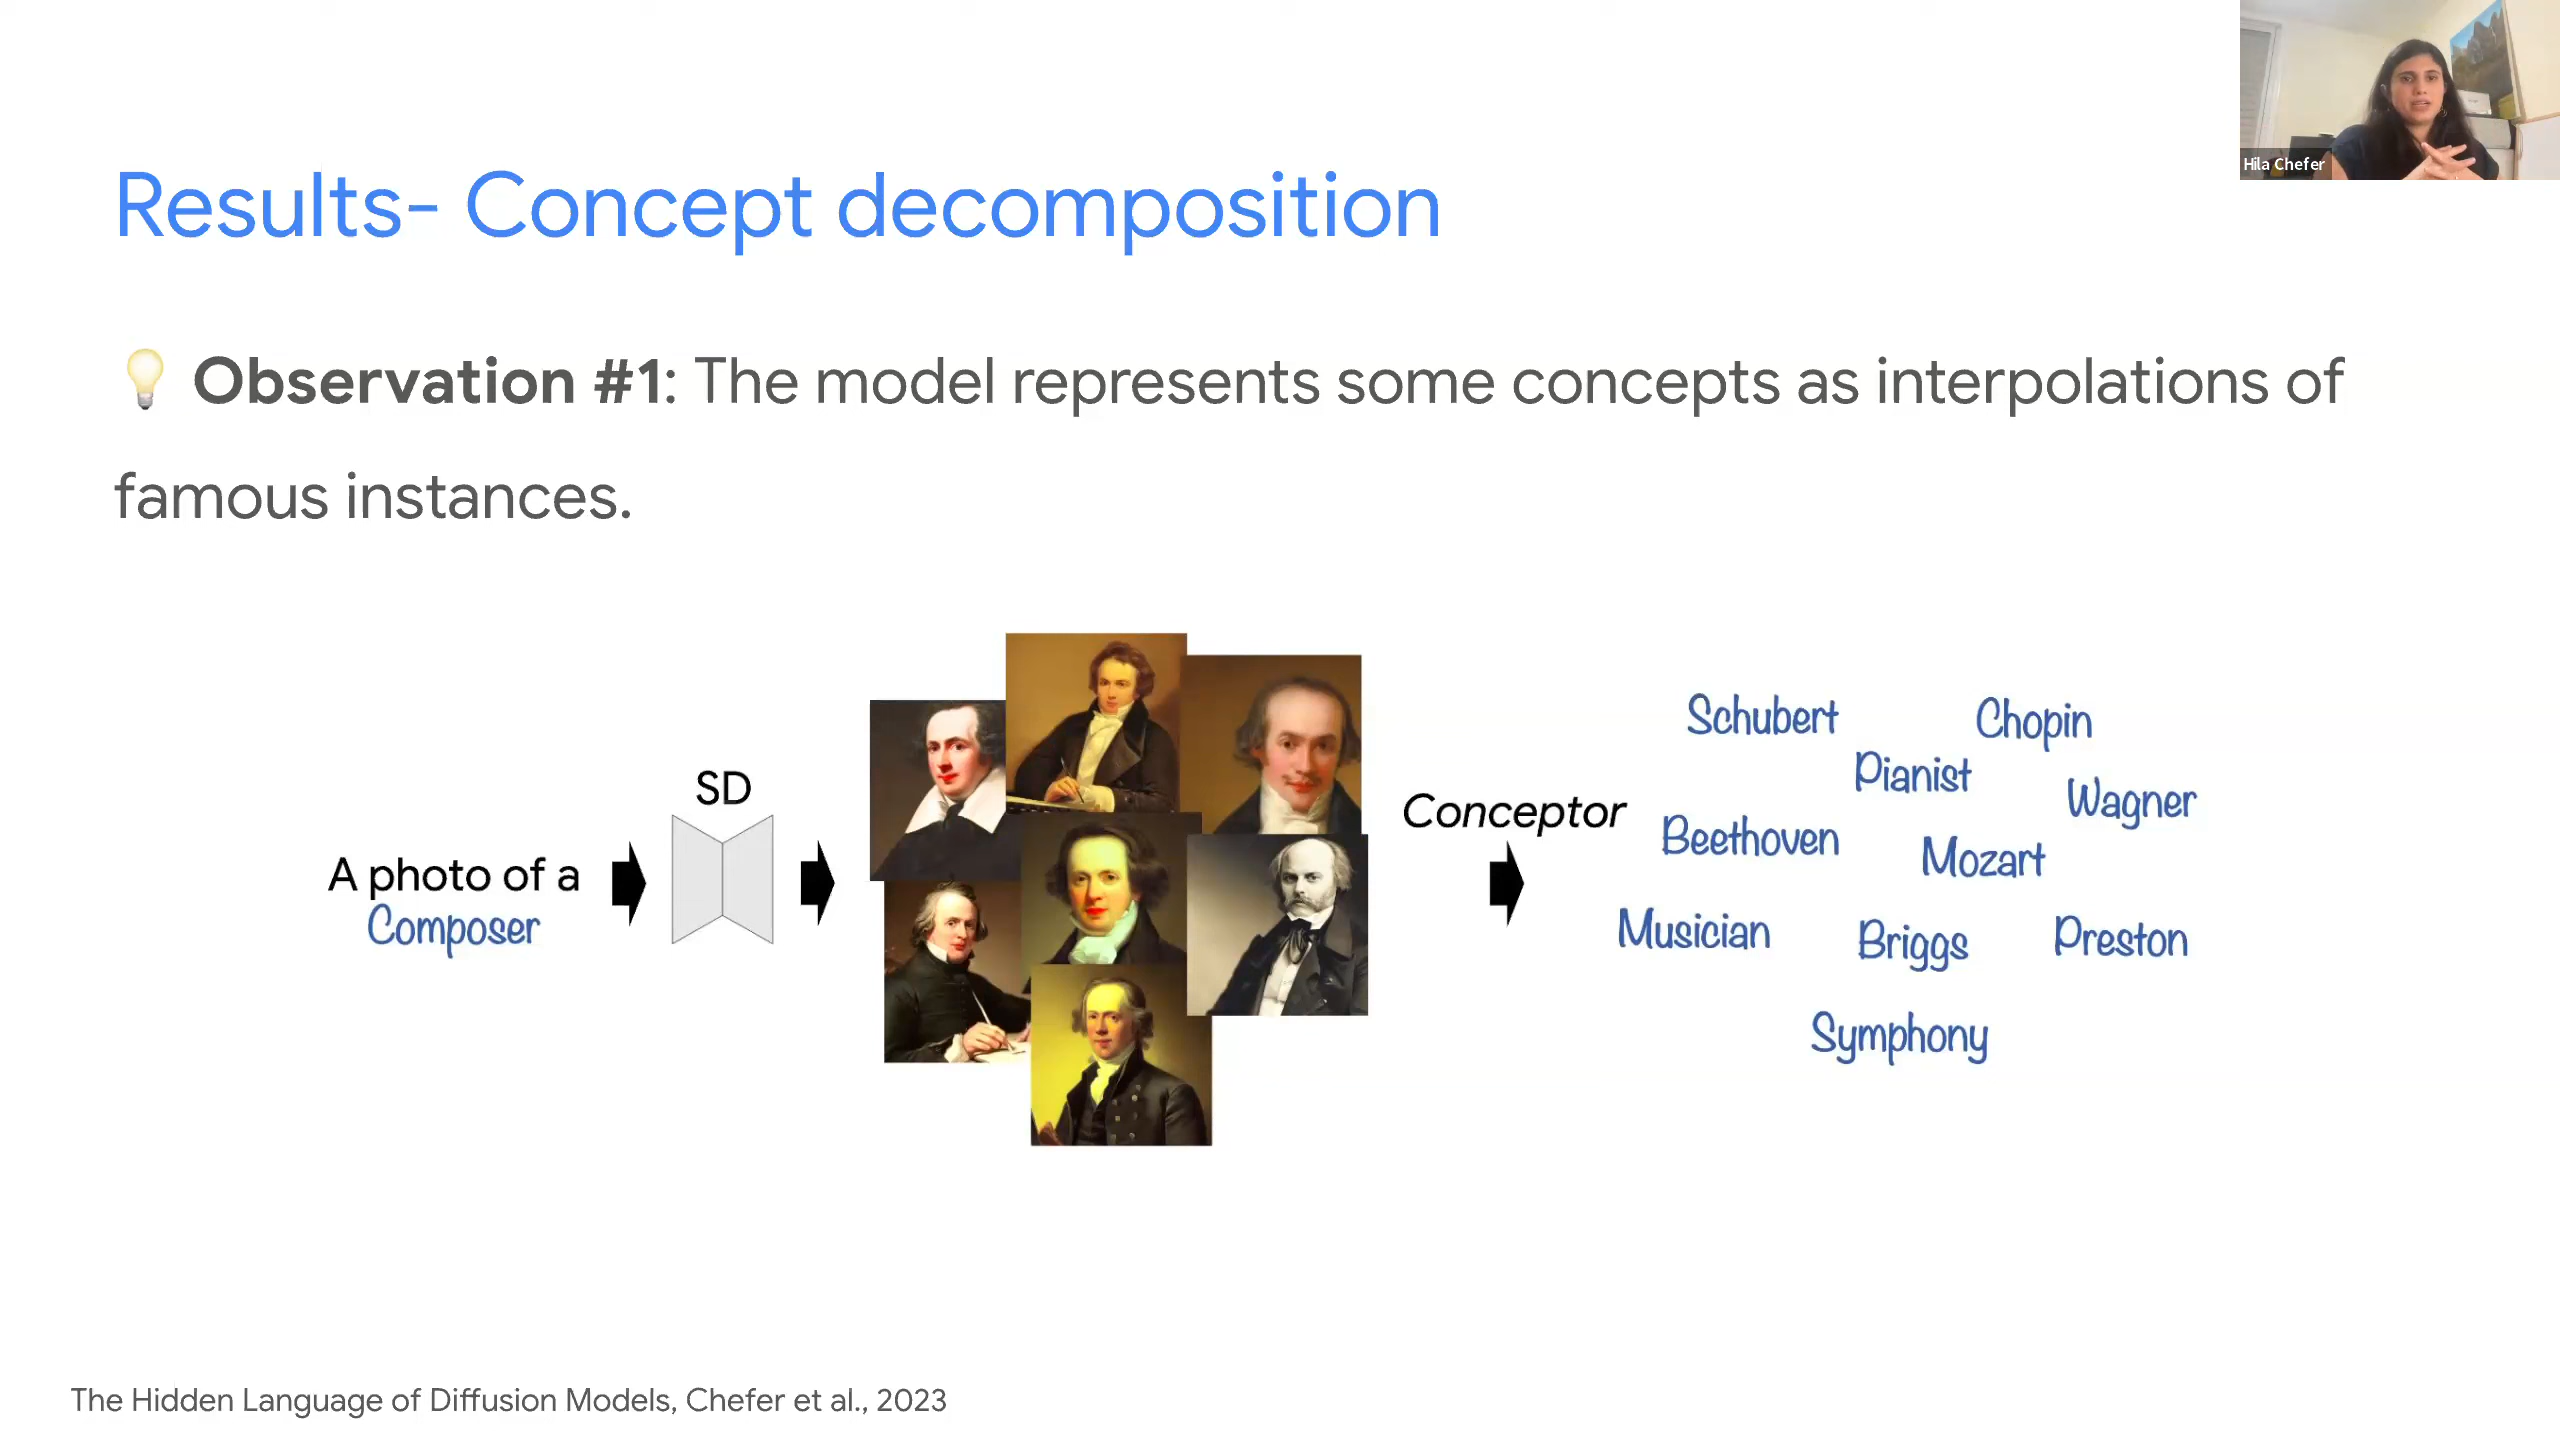 Hila Chefer
Results- Concept decomposition
💡 Observation #1: The model represents some concepts as interpolations of
famous instances.
A photo of a
Composer
SD
Conceptor
Schubert
Chopin
Pianist
Wagner
Beethoven
Mozart
Musician
Briggs
Preston
Symphony
The Hidden Language of Diffusion Models, Chefer et al., 2023